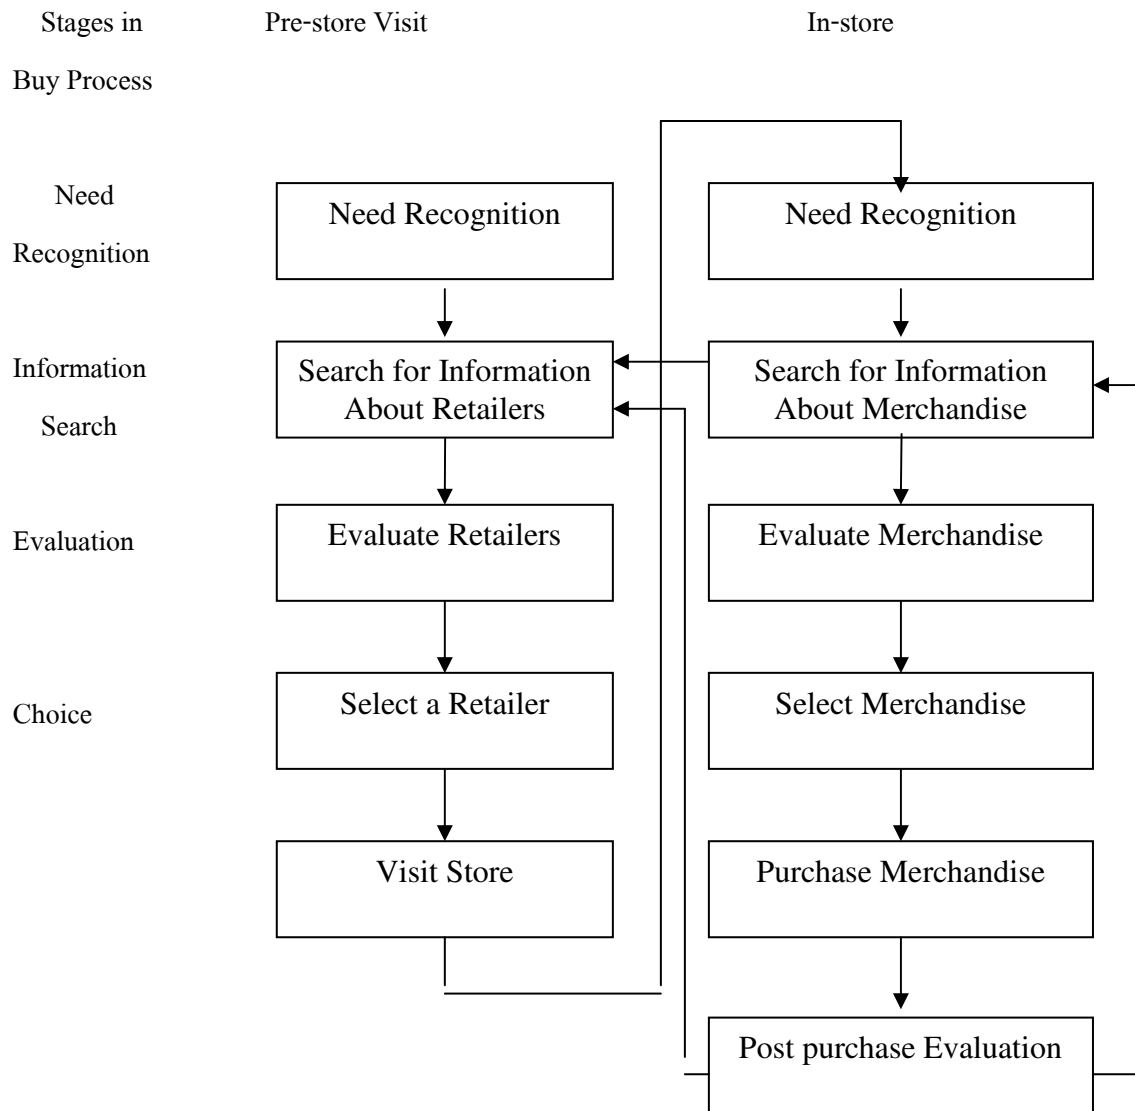 Stages in
Pre-store Visit
In-store
Buy Process
Need
Recognition
Need Recognition
Need Recognition
Information
Search
Search for Information
About Retailers
Search for Information
About Merchandise
Evaluation
Evaluate Retailers
Evaluate Merchandise
Choice
Select a Retailer
Select Merchandise
Visit Store
Purchase Merchandise
Post purchase Evaluation